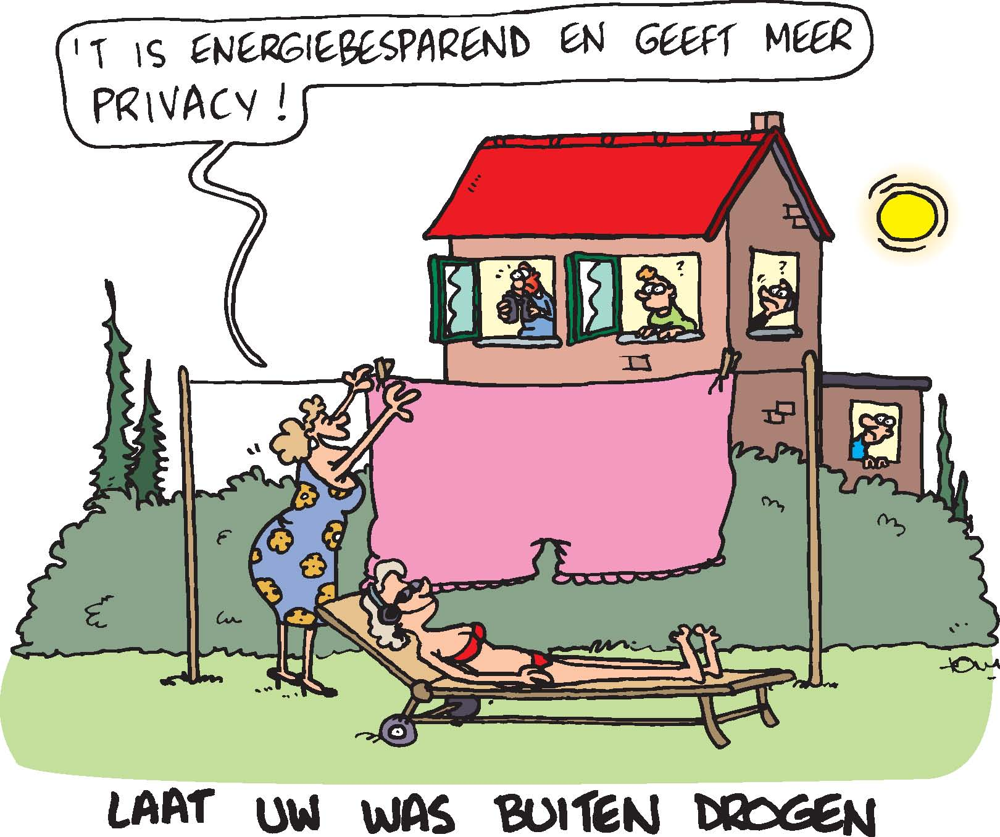 'T IS ENERGIEBESPAREND EN GEEFT MEER
PRIVACY!
?
?
LAAT UW WAS BUITEN DROGEN